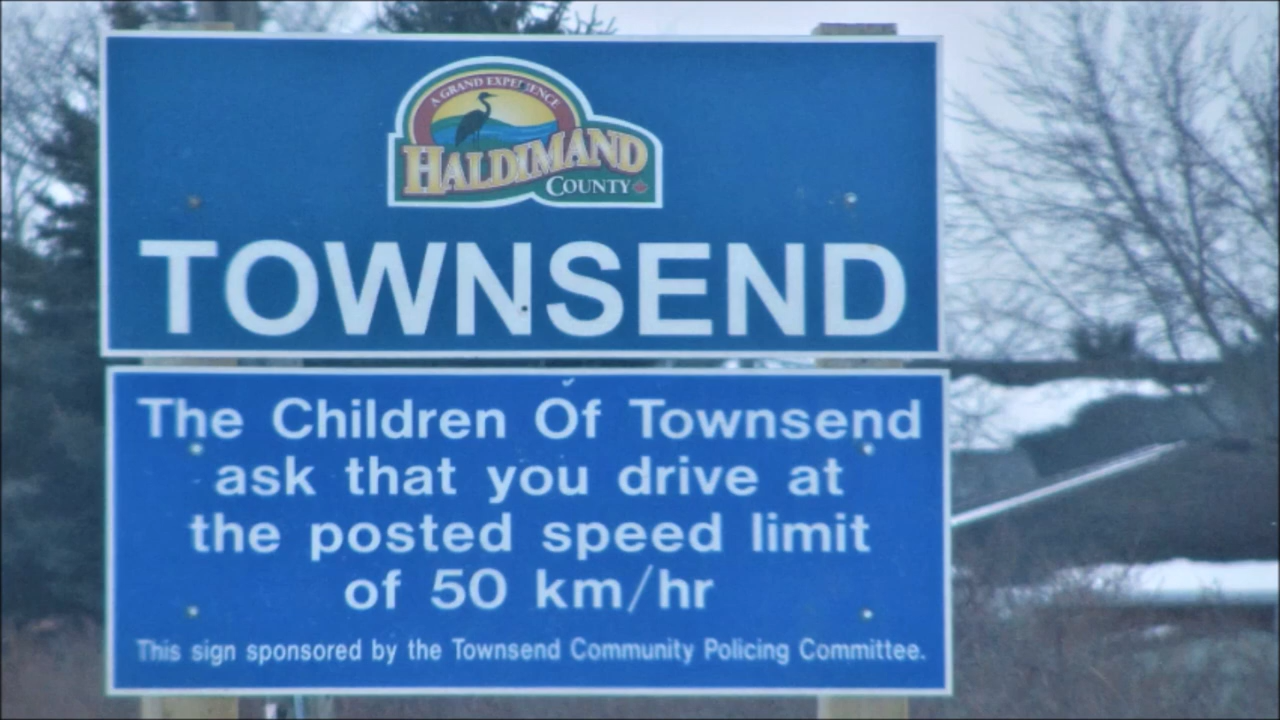 A GRAND EXPERIENCE
HALDIMAND
COUNTY
TOWNSEND
The Children Of Townsend
ask that you drive at
the posted speed limit
of 50 km/hr
This sign sponsored by the Townsend Community Policing Committee.